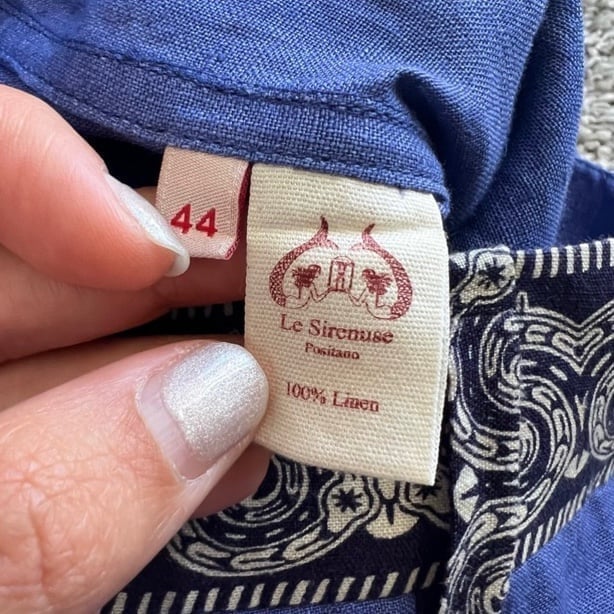 44
Le Sirenuse
Positano
100% Linen